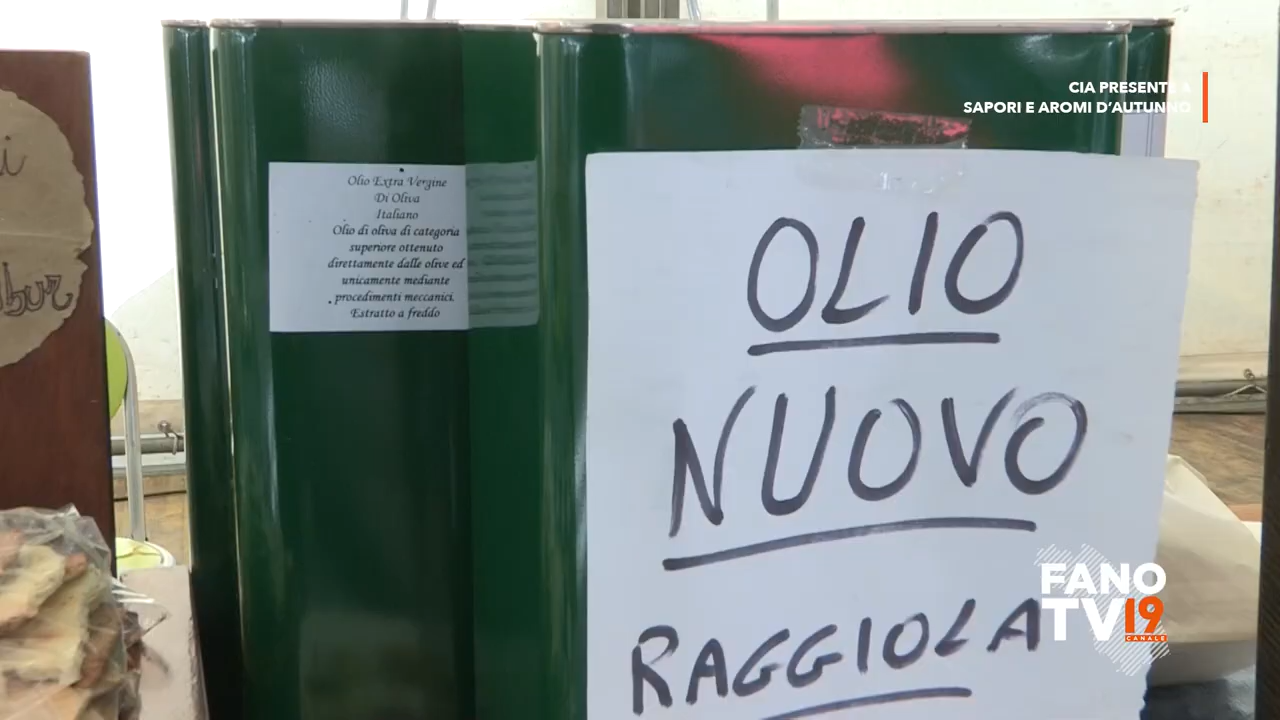 CIA PRESENTE A
SAPORI E AROMI D'AUTUNNO
Olio Extra Vergine
Di Oliva
Italiano
Olio di oliva di categoria
superiore ottenuto
direttamente dalle olive ed
unicamente mediante
procedimenti meccanici.
Estratto a freddo
OLIO
NUOVO
RAGGIOLA
FANO
TV19
CANALE